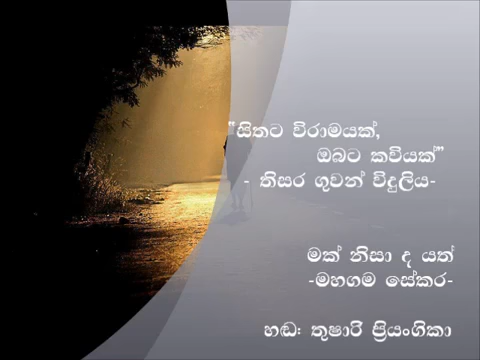 "සිතට විරාමයක්,
ඔබට කවියක්"
- තිසර ගුවන් විදුලිය-
මක් නිසා ද යත්
-මහගම සේකර-
හඬ: තුෂාරි ප්‍රියංගිකා